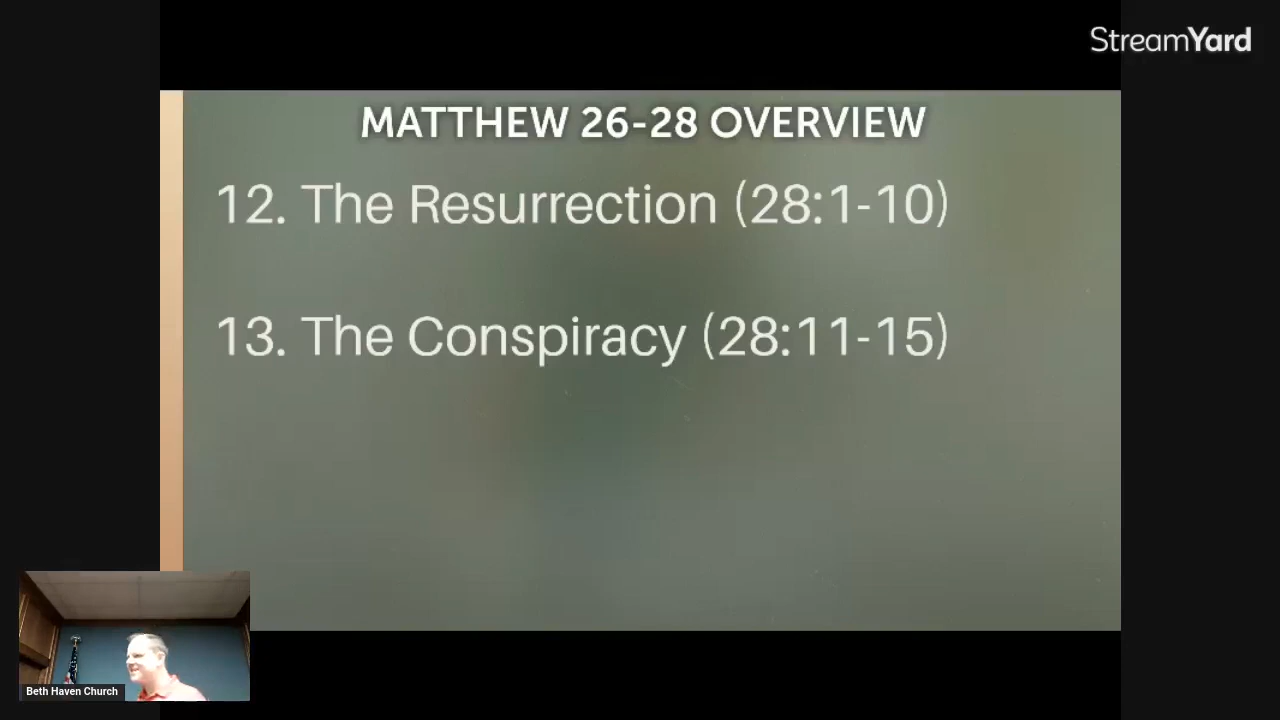 StreamYard
MATTHEW 26-28 OVERVIEW
12. The Resurrection (28:1-10)
13. The Conspiracy (28:11-15)
Beth Haven Church